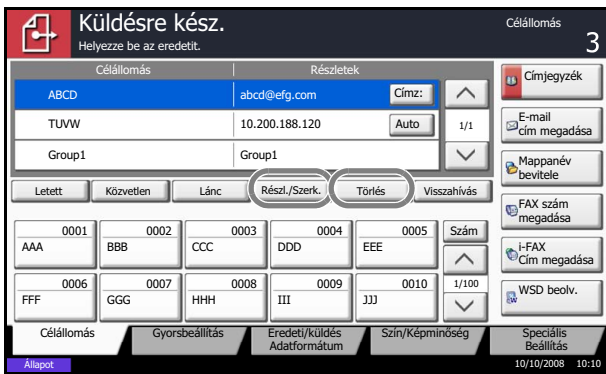 Küldésre kész.
Helyezze be az eredetit.
Célállomás
3
Célállomás Részletek
ABCD abcd@efg.com Címz:
TUVW 10.200.188.120 Auto 1/1
Group1 Group1
Letett Közvetlen Lánc Részl./Szerk. Törlés Visszahívás
0001 0002 0003 0004 0005 Szám
AAA BBB CCC DDD EEE
0006 0007 0008 0009 0010 1/100
FFF GGG HHH III JJJ
Címjegyzék
E-mail
cím megadása
Mappanév
bevitele
FAX szám
megadása
i-FAX
Cím megadása
WSD beolv.
Célállomás Gyorsbeállítás Eredeti/küldés
Adatformátum Szín/Képminőség Speciális
Beállítás
Állapot 10/10/2008 10:10